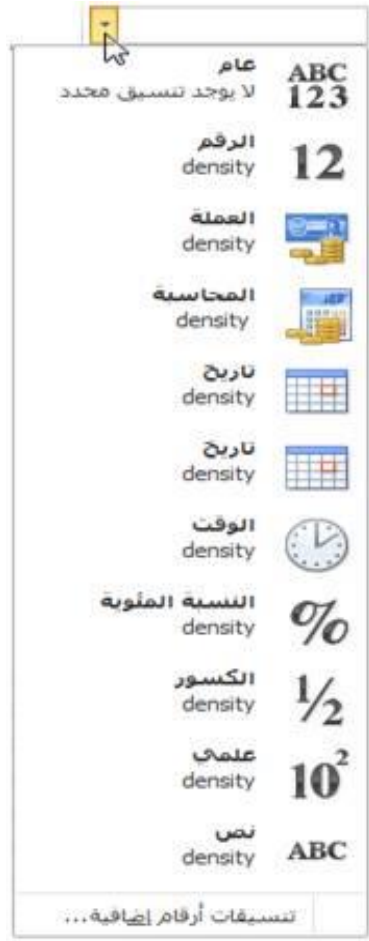 عام
ABC
لا يوجد تنسيق محدد
123
الرقم
density
12
العملة
density
المحاسبة
density
تاريخ
density
تاريخ
density
الوقت
density
النسبة المئوية
density
%
الكسور
density
1/2
علمي
density
10²
نص
density
ABC
تنسيقات أرقام إضافية...